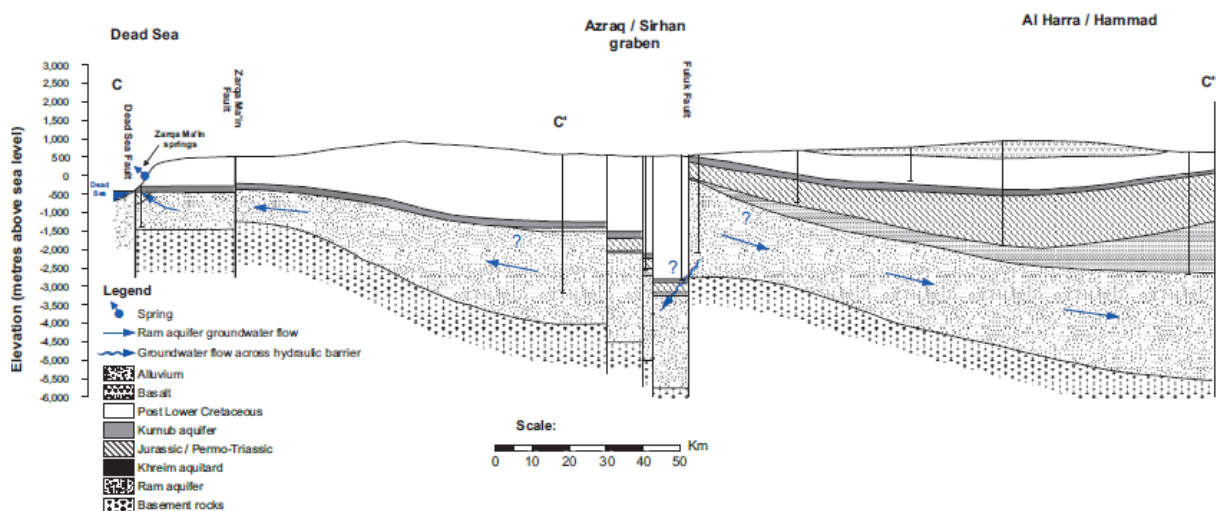 Dead Sea
Azraq / Sirhan
graben
Al Harra / Hammad
C
Dead Sea Fault
Zarqa Ma'in
springs
Zarqa Ma'in
Fault
C'
Fuluk Fault
C"
Elevation (metres above sea level)
3,000
2,500
2,000
1,500
1,000
500
0
-500
-1,000
-1,500
-2,000
-2,500
-3,000
-3,500
-4,000
-4,500
-5,000
-5,500
-6,000
Dead
Sea
?
?
?
Legend
Spring
Ram aquifer groundwater flow
Groundwater flow across hydraulic barrier
Alluvium
Basalt
Post Lower Cretaceous
Kurnub aquifer
Jurassic / Permo-Triassic
Khreim aquitard
Ram aquifer
Basement rocks
Scale:
Km
0 10 20 30 40 50